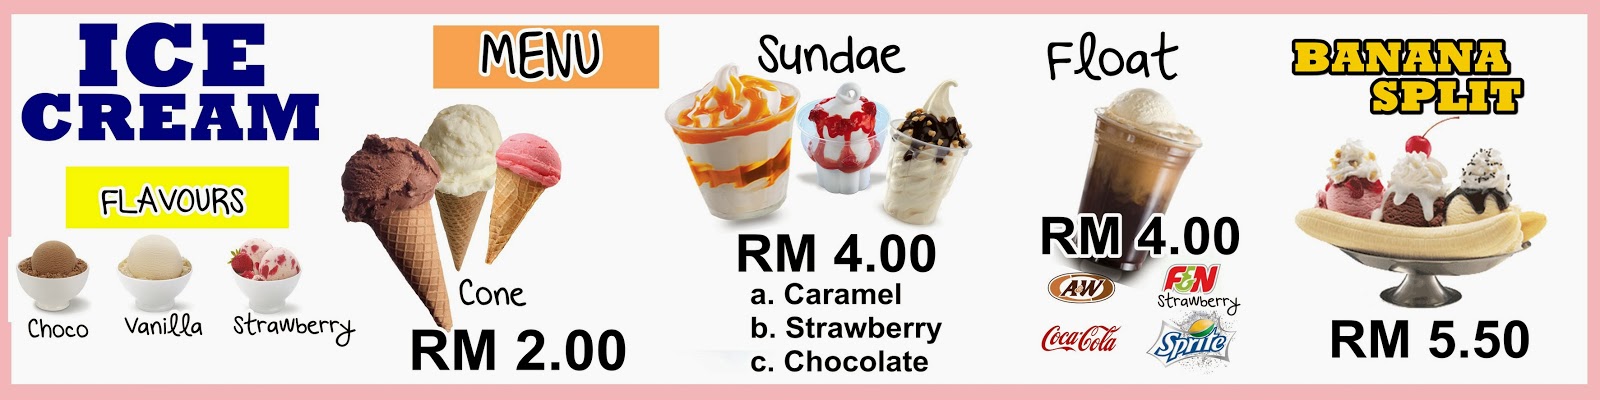 ICE
CREAM
FLAVOURS
Choco
Vanilla
Strawberry
MENU
Cone
RM 2.00
Sundae
RM 4.00
a. Caramel
b. Strawberry
c. Chocolate
Float
RM 4.00
A&W
F&N
Strawberry
Coca-Cola
Sprite
BANANA
SPLIT
RM 5.50